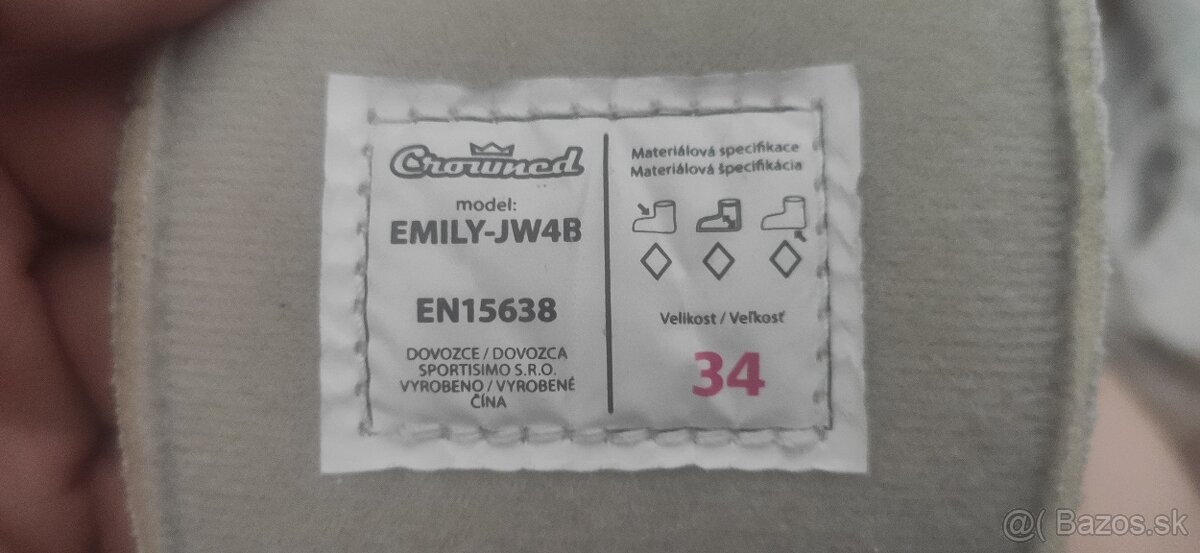 Crowned
model:
EMILY-JW4B
EN15638
DOVOZCE / DOVOZCA
SPORTISIMO S.R.O.
VYROBENO / VYROBENÉ
ČÍNA
Materiálová specifikace
Materiálová špecifikácia
Velikost / Veľkosť
34
@( Bazos.sk